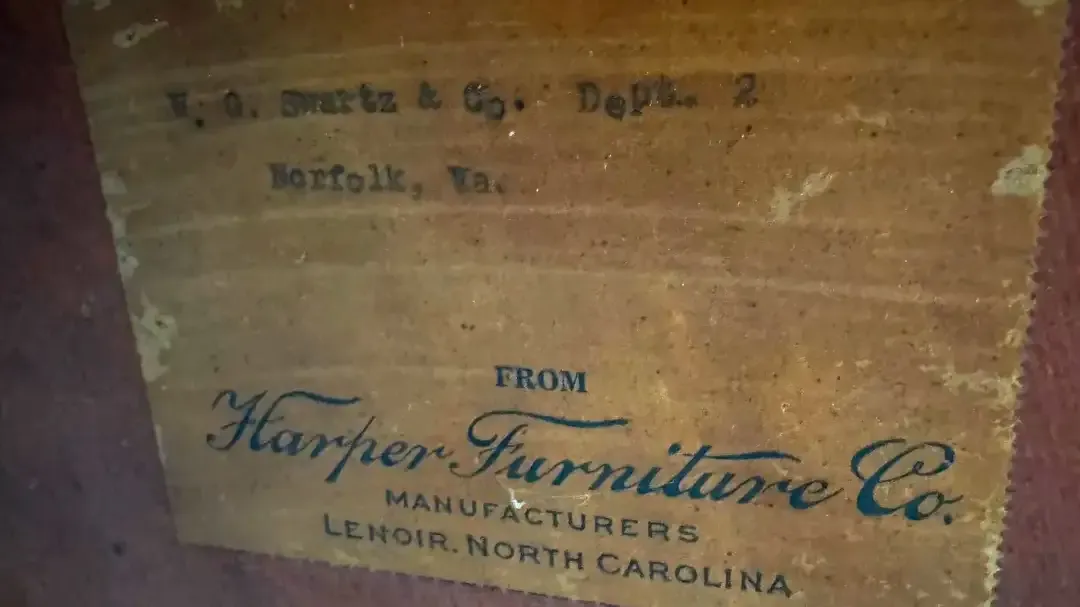 W. G. Swartz & Co. Dept. 2
Norfolk, Va.
FROM
Harper Furniture Co.
MANUFACTURERS
LENOIR. NORTH CAROLINA